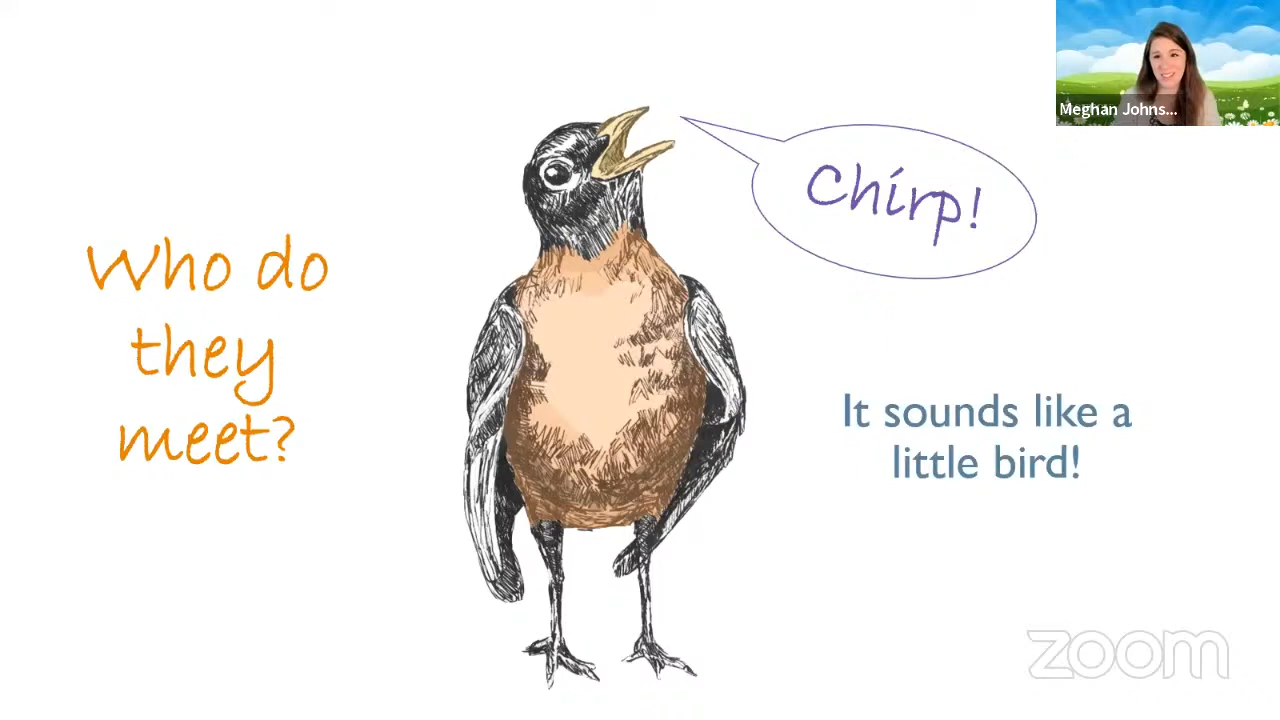 Meghan Johns...
Chirp!
Who do
they
meet?
It sounds like a
little bird!
zoom